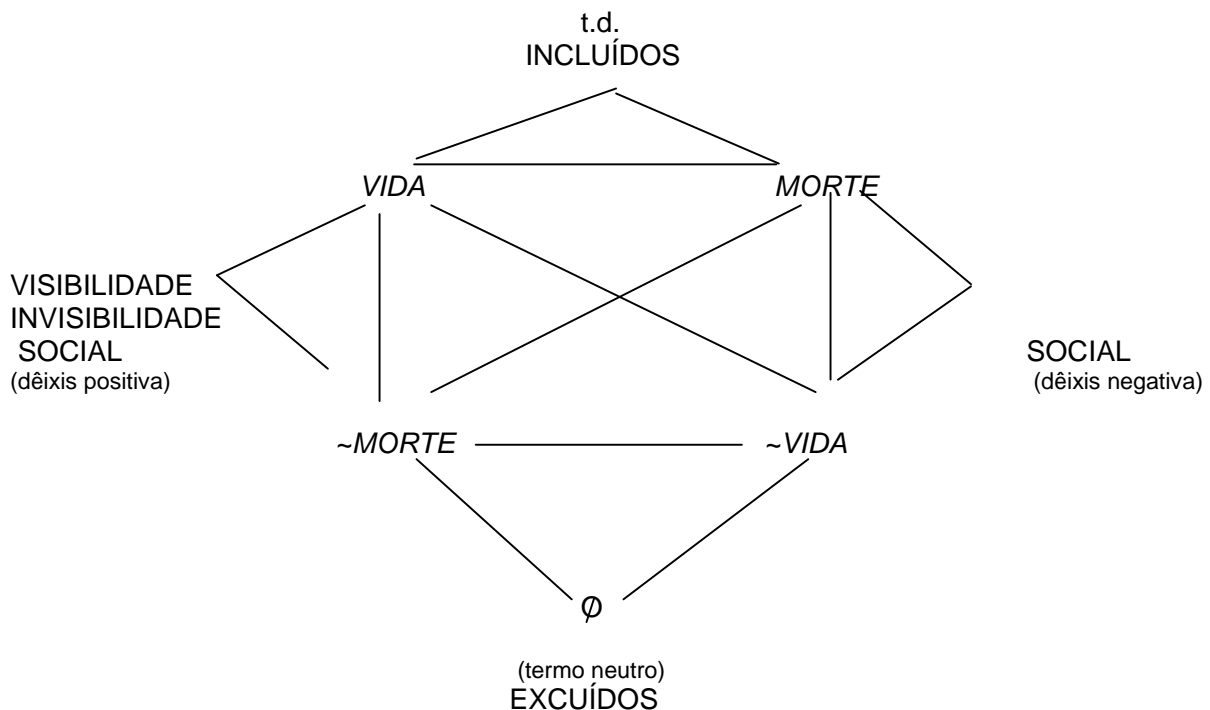 t.d.
INCLUÍDOS
VIDA
MORTE
VISIBILIDADE
INVISIBILIDADE
SOCIAL
(dêixis positiva)
SOCIAL
(dêixis negativa)
~MORTE
~VIDA
φ
(termo neutro)
EXCUÍDOS